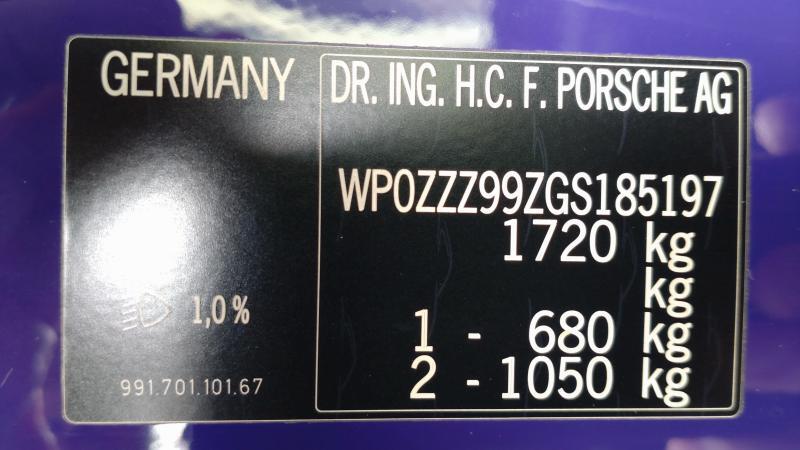 GERMANY
DR. ING. H.C. F. PORSCHE AG
WP0ZZZ99ZGS185197
1720 kg
kg
1 - 680 kg
2 - 1050 kg
1,0%
991.701.101.67